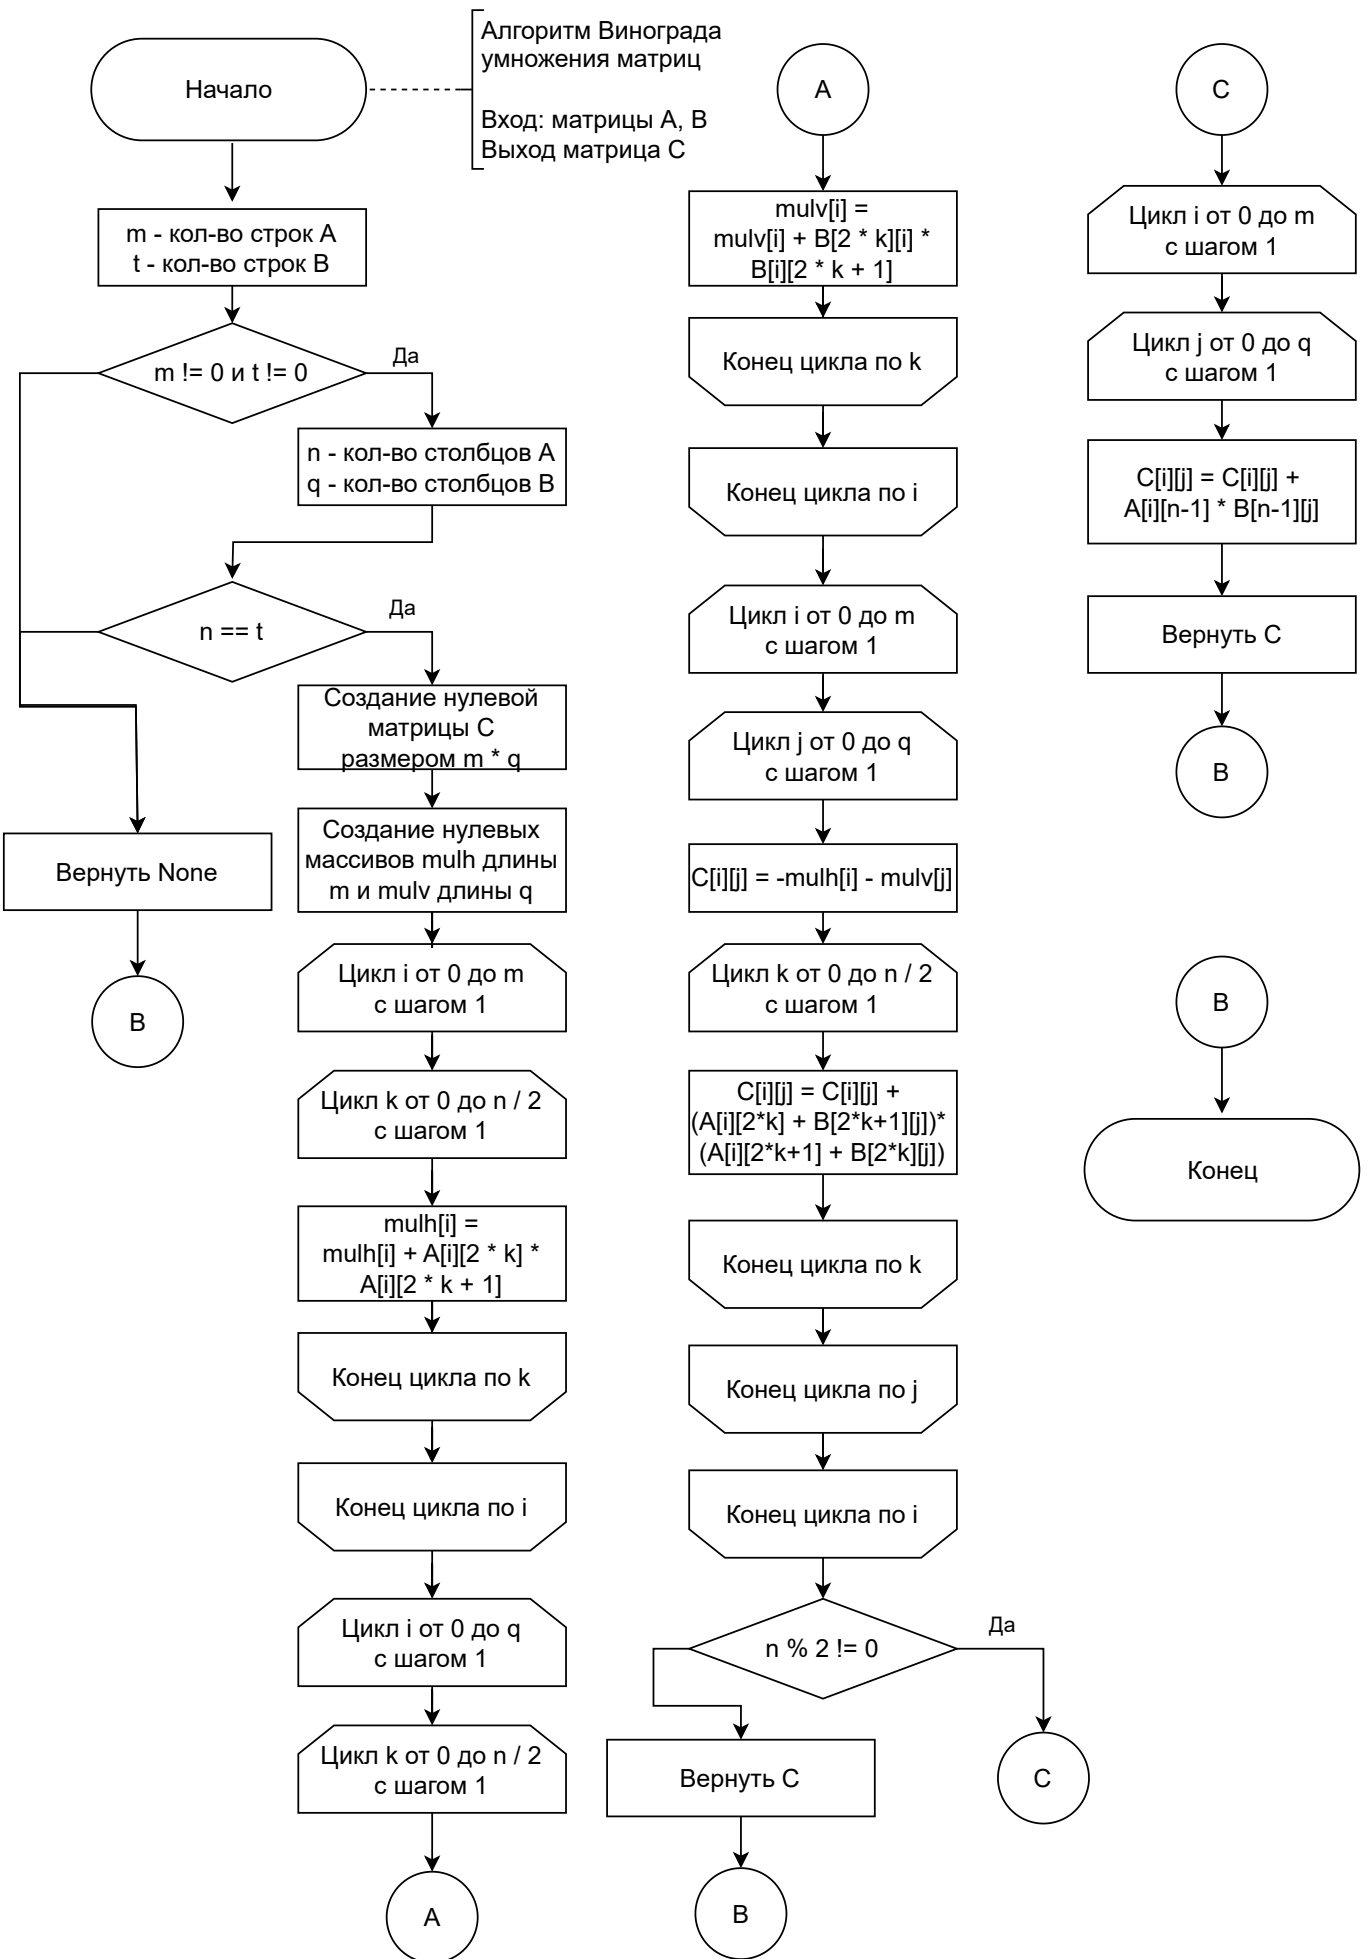 Начало
Алгоритм Винограда
умножения матриц
Вход: матрицы A, B
Выход матрица C
m - кол-во строк A
t - кол-во строк B
m != 0 и t != 0
Да
n - кол-во столбцов A
q - кол-во столбцов B
n == t
Да
Создание нулевой
матрицы C
размером m * q
Вернуть None
B
Создание нулевых
массивов mulh длины
m и mulv длины q
Цикл i от 0 до m
с шагом 1
Цикл k от 0 до n / 2
с шагом 1
mulh[i] =
mulh[i] + A[i][2 * k] *
A[i][2 * k + 1]
Конец цикла по k
Конец цикла по i
Цикл i от 0 до q
с шагом 1
Цикл k от 0 до n / 2
с шагом 1
A
A
mulv[i] =
mulv[i] + B[2 * k][i] *
B[i][2 * k + 1]
Конец цикла по k
Конец цикла по i
Цикл i от 0 до m
с шагом 1
Цикл j от 0 до q
с шагом 1
C[i][j] = -mulh[i] - mulv[j]
Цикл k от 0 до n / 2
с шагом 1
C[i][j] = C[i][j] +
(A[i][2*k] + B[2*k+1][j])*
(A[i][2*k+1] + B[2*k][j])
Конец цикла по k
Конец цикла по j
Конец цикла по i
n % 2 != 0
Да
Вернуть C
B
C
C
Цикл i от 0 до m
с шагом 1
Цикл j от 0 до q
с шагом 1
C[i][j] = C[i][j] +
A[i][n-1] * B[n-1][j]
Вернуть C
B
B
Конец